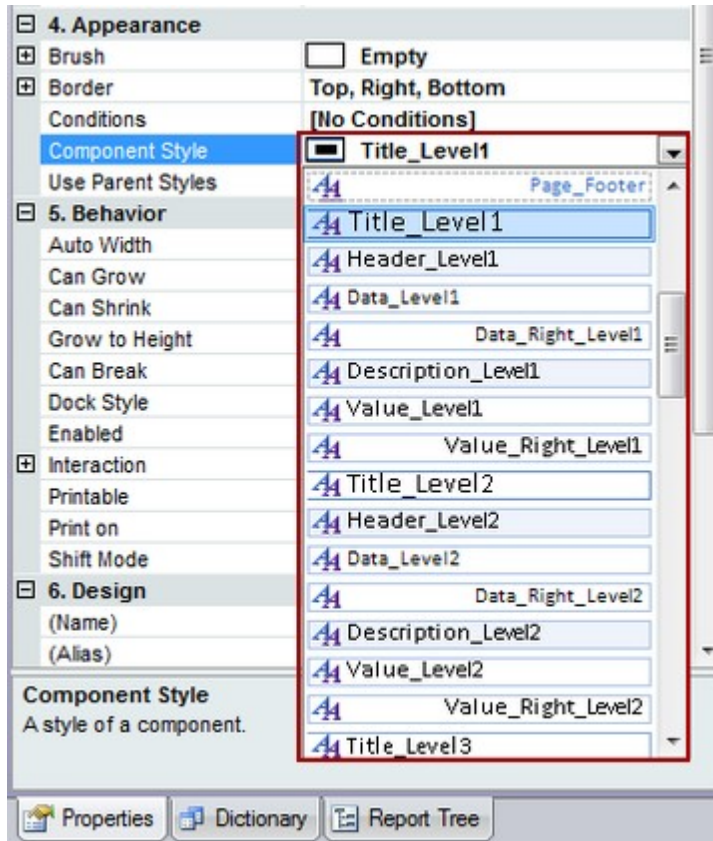 4. Appearance
Brush Empty
Border Top, Right, Bottom
Conditions [No Conditions]
Component Style Title_Level1
Use Parent Styles Page_Footer
5. Behavior Title_Level1
Auto Width Header_Level1
Can Grow Data_Level1
Can Shrink Data_Right_Level1
Grow to Height Description_Level1
Can Break Value_Level1
Dock Style Value_Right_Level1
Enabled Title_Level2
Interaction Header_Level2
Printable Data_Level2
Print on Data_Right_Level2
Shift Mode Description_Level2
6. Design Value_Level2
(Name) Value_Right_Level2
(Alias) Title_Level3
Component Style
A style of a component.
Properties Dictionary Report Tree